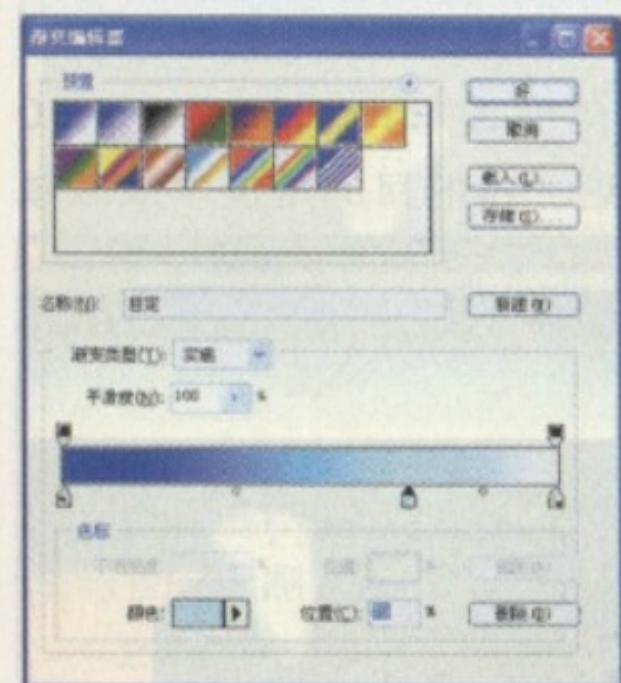 渐变编辑器
预置
好
取消
载入(L)...
存储(S)...
名称(N): 自定
新建(W)
渐变类型(T): 实底
平滑度(M): 100 %
色标
颜色: 位置(C): % 删除(D)